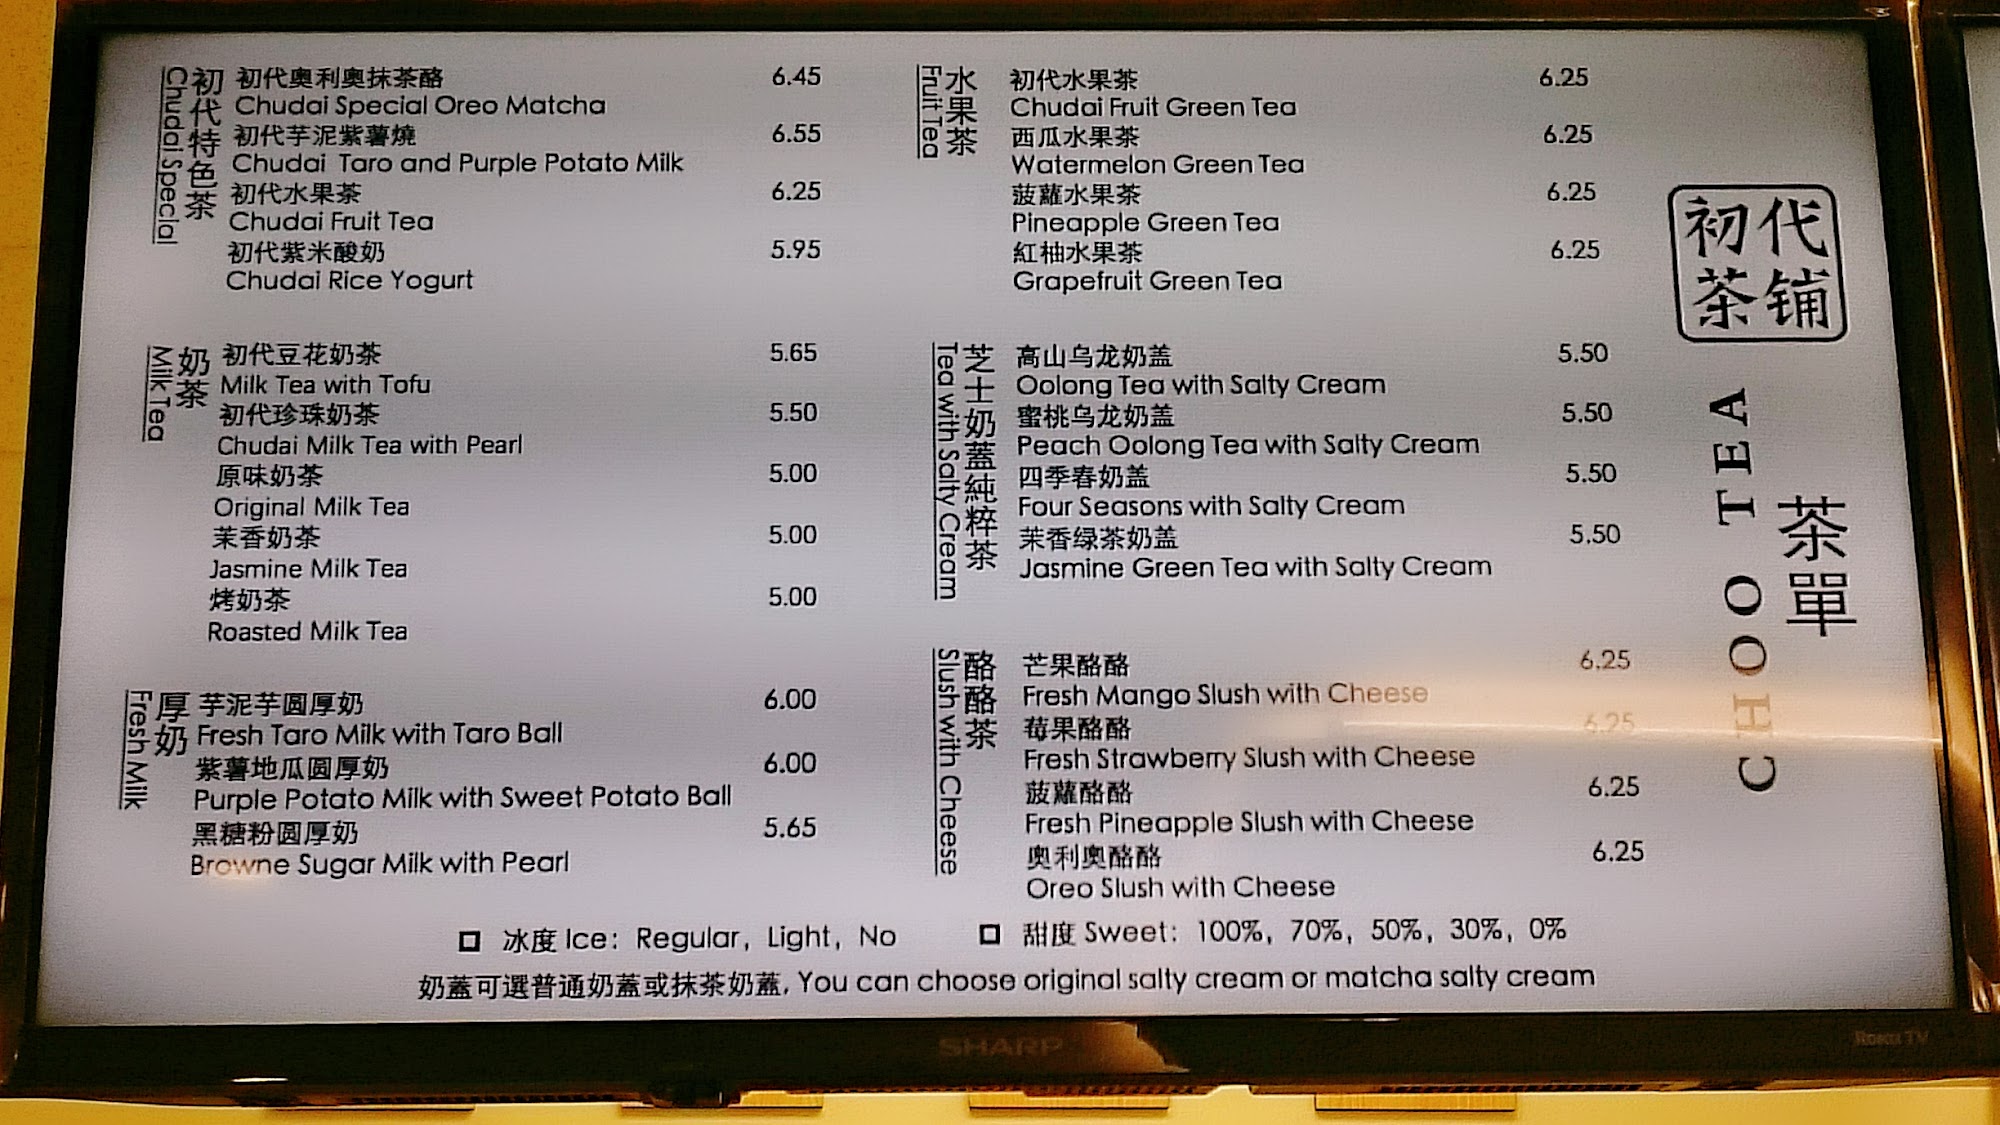 初代特色茶
Chudai Special
初代奧利奧抹茶酪 6.45
Chudai Special Oreo Matcha
初代芋泥紫薯燒 6.55
Chudai Taro and Purple Potato Milk
初代水果茶 6.25
Chudai Fruit Tea
初代紫米酸奶 5.95
Chudai Rice Yogurt
奶茶
Milk Tea
初代豆花奶茶 5.65
Milk Tea with Tofu
初代珍珠奶茶 5.50
Chudai Milk Tea with Pearl
原味奶茶 5.00
Original Milk Tea
茉香奶茶 5.00
Jasmine Milk Tea
烤奶茶 5.00
Roasted Milk Tea
厚奶
Fresh Milk
芋泥芋圆厚奶 6.00
Fresh Taro Milk with Taro Ball
紫薯地瓜圆厚奶 6.00
Purple Potato Milk with Sweet Potato Ball
黑糖粉圆厚奶 5.65
Browne Sugar Milk with Pearl
水果茶
Fruit Tea
初代水果茶 6.25
Chudai Fruit Green Tea
西瓜水果茶 6.25
Watermelon Green Tea
菠蘿水果茶 6.25
Pineapple Green Tea
紅柚水果茶 6.25
Grapefruit Green Tea
芝士奶蓋純粹茶
Tea with Salty Cream
高山乌龙奶盖 5.50
Oolong Tea with Salty Cream
蜜桃乌龙奶盖 5.50
Peach Oolong Tea with Salty Cream
四季春奶盖 5.50
Four Seasons with Salty Cream
茉香绿茶奶盖 5.50
Jasmine Green Tea with Salty Cream
酪酪茶
Slush with Cheese
芒果酪酪 6.25
Fresh Mango Slush with Cheese
莓果酪酪 6.25
Fresh Strawberry Slush with Cheese
菠蘿酪酪 6.25
Fresh Pineapple Slush with Cheese
奧利奧酪酪 6.25
Oreo Slush with Cheese
冰度 Ice: Regular, Light, No
甜度 Sweet: 100%, 70%, 50%, 30%, 0%
奶蓋可選普通奶蓋或抹茶奶蓋, You can choose original salty cream or matcha salty cream
初代
茶铺
CHOO TEA
茶單
SHARP
Roku TV